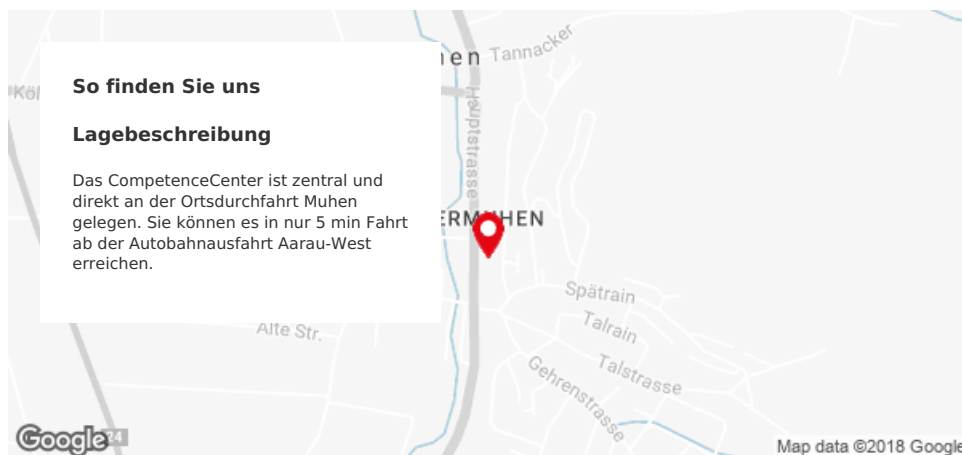 So finden Sie uns
Lagebeschreibung
Das CompetenceCenter ist zentral und
direkt an der Ortsdurchfahrt Muhen
gelegen. Sie können es in nur 5 min Fahrt
ab der Autobahnausfahrt Aarau-West
erreichen.
Tannacker
Hauptstrasse
Spätrain
Talrain
Talstrasse
Gehrenstrasse
Alte Str.
Google
24
Map data ©2018 Google